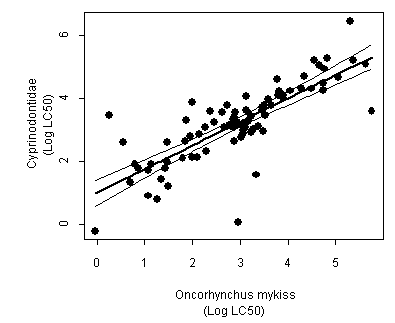 6
4
2
0
Cyprinodontidae
(Log LC50)
0 1 2 3 4 5
Oncorhynchus mykiss
(Log LC50)